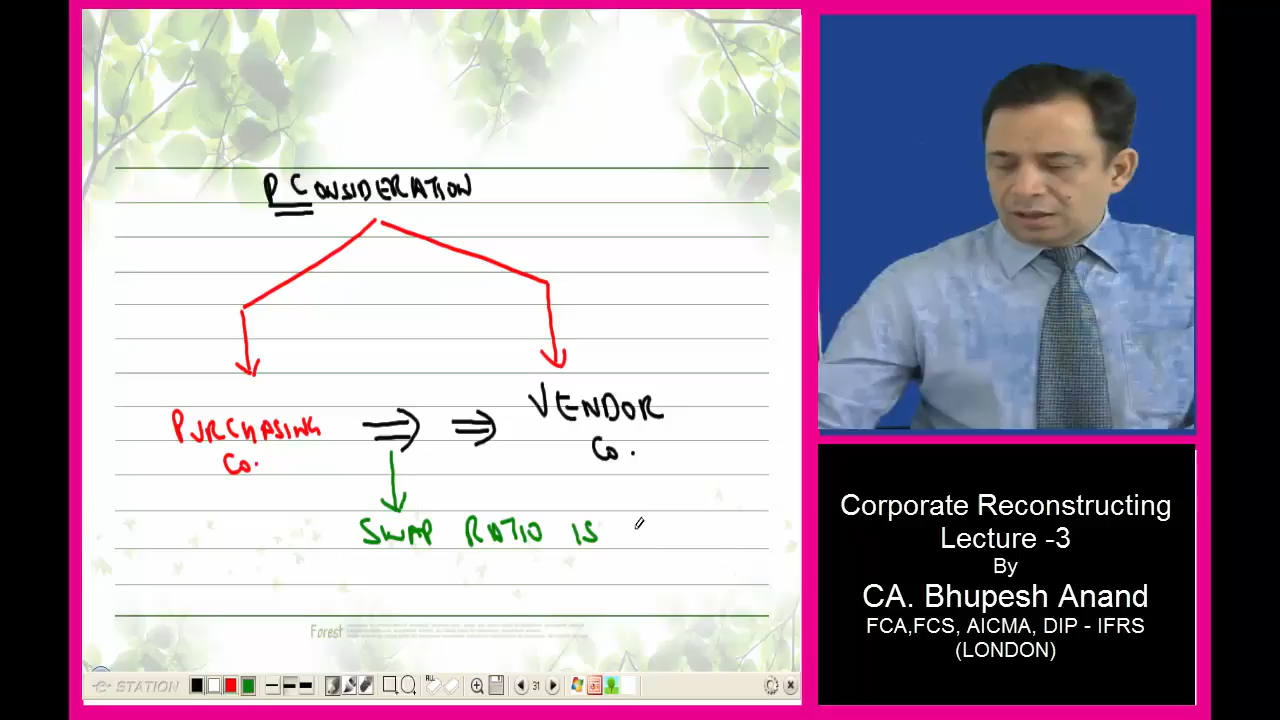 P CONSIDERATION
PURCHASING
Co.
VENDOR
Co.
SWAP RATIO IS
Forest
e-STATION
31
Corporate Reconstructing
Lecture -3
By
CA. Bhupesh Anand
FCA,FCS, AICMA, DIP - IFRS
(LONDON)